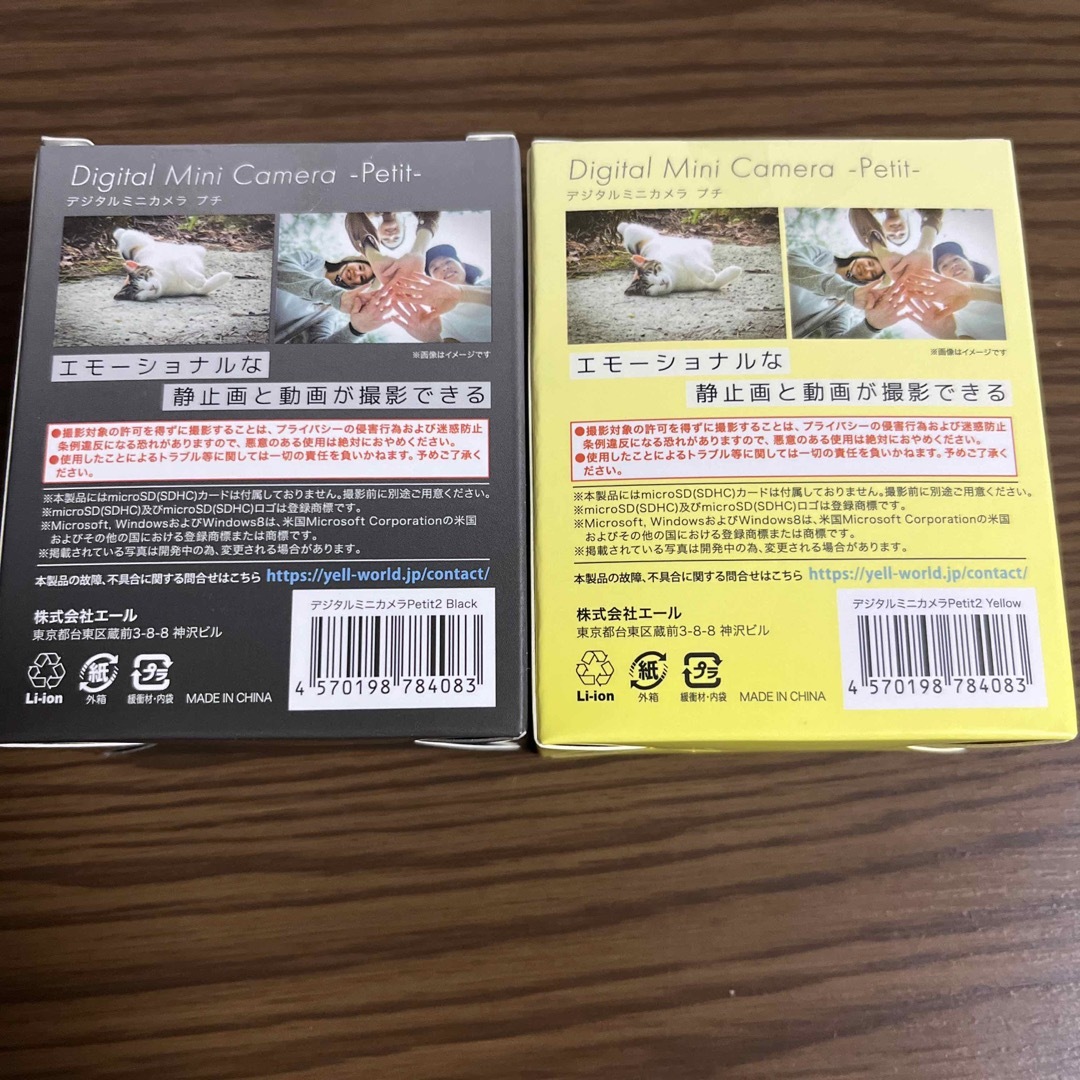 Digital Mini Camera -Petit-
デジタルミニカメラ プチ
※画像はイメージです
エモーショナルな
静止画と動画が撮影できる
●撮影対象の許可を得ずに撮影することは、プライバシーの侵害行為および迷惑防止
条例違反になる恐れがありますので、悪意のある使用は絶対におやめください。
●使用したことによるトラブル等に関しては一切の責任を負いかねます。予めご了承く
ださい。
※本製品にはmicroSD(SDHC)カードは付属しておりません。撮影前に別途ご用意ください。
※microSD(SDHC)及びmicroSD(SDHC)ロゴは登録商標です。
※Microsoft, WindowsおよびWindows8は、米国Microsoft Corporationの米国
およびその他の国における登録商標または商標です。
※掲載されている写真は開発中の為、変更される場合があります。
本製品の故障、不具合に関する問合せはこちら https://yell-world.jp/contact/
株式会社エール
東京都台東区蔵前3-8-8 神沢ビル
デジタルミニカメラPetit2 Black
4 570198 784083
Li-ion
紙
外箱
プラ
緩衝材・内袋
MADE IN CHINA
Digital Mini Camera -Petit-
デジタルミニカメラ プチ
※画像はイメージです
エモーショナルな
静止画と動画が撮影できる
●撮影対象の許可を得ずに撮影することは、プライバシーの侵害行為および迷惑防止
条例違反になる恐れがありますので、悪意のある使用は絶対におやめください。
●使用したことによるトラブル等に関しては一切の責任を負いかねます。予めご了承く
ださい。
※本製品にはmicroSD(SDHC)カードは付属しておりません。撮影前に別途ご用意ください。
※microSD(SDHC)及びmicroSD(SDHC)ロゴは登録商標です。
※Microsoft, WindowsおよびWindows8は、米国Microsoft Corporationの米国
およびその他の国における登録商標または商標です。
※掲載されている写真は開発中の為、変更される場合があります。
本製品の故障、不具合に関する問合せはこちら https://yell-world.jp/contact/
株式会社エール
東京都台東区蔵前3-8-8 神沢ビル
デジタルミニカメラPetit2 Yellow
4 570198 784083
Li-ion
紙
外箱
プラ
緩衝材・内袋
MADE IN CHINA